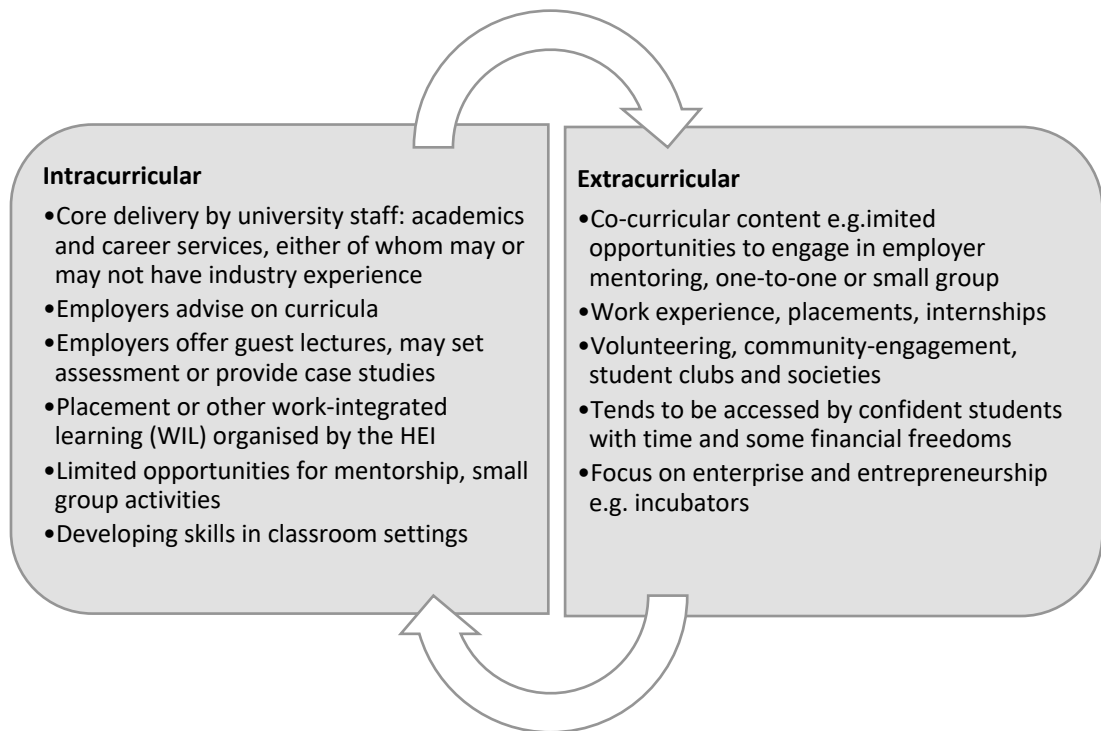 Intracurricular
•Core delivery by university staff: academics
and career services, either of whom may or
may not have industry experience
•Employers advise on curricula
•Employers offer guest lectures, may set
assessment or provide case studies
•Placement or other work-integrated
learning (WIL) organised by the HEI
•Limited opportunities for mentorship, small
group activities
•Developing skills in classroom settings
Extracurricular
•Co-curricular content e.g.imited
opportunities to engage in employer
mentoring, one-to-one or small group
•Work experience, placements, internships
•Volunteering, community-engagement,
student clubs and societies
•Tends to be accessed by confident students
with time and some financial freedoms
•Focus on enterprise and entrepreneurship
e.g. incubators